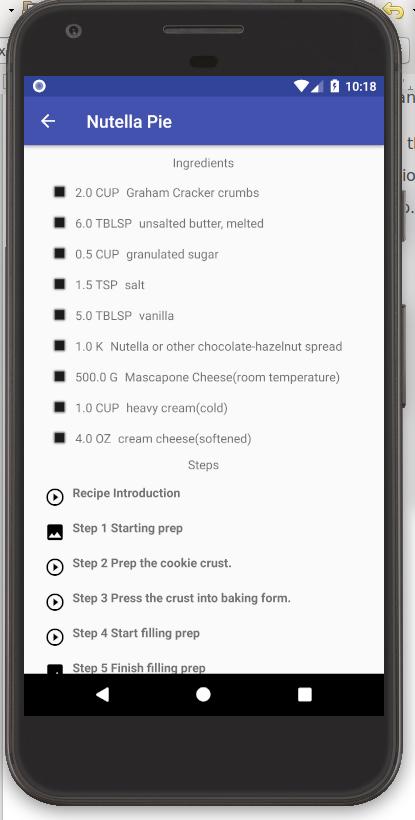 10:18
Nutella Pie
Ingredients
2.0 CUP Graham Cracker crumbs
6.0 TBLSP unsalted butter, melted
0.5 CUP granulated sugar
1.5 TSP salt
5.0 TBLSP vanilla
1.0 K Nutella or other chocolate-hazelnut spread
500.0 G Mascapone Cheese(room temperature)
1.0 CUP heavy cream(cold)
4.0 OZ cream cheese(softened)
Steps
Recipe Introduction
Step 1 Starting prep
Step 2 Prep the cookie crust.
Step 3 Press the crust into baking form.
Step 4 Start filling prep
Step 5 Finish filling prep